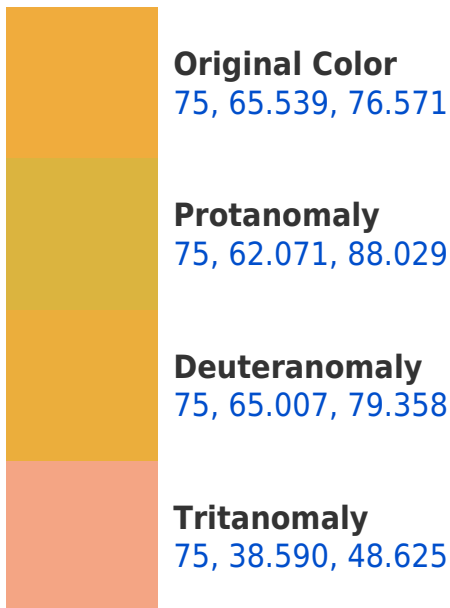 Original Color
75, 65.539, 76.571
Protanomaly
75, 62.071, 88.029
Deuteranomaly
75, 65.007, 79.358
Tritanomaly
75, 38.590, 48.625